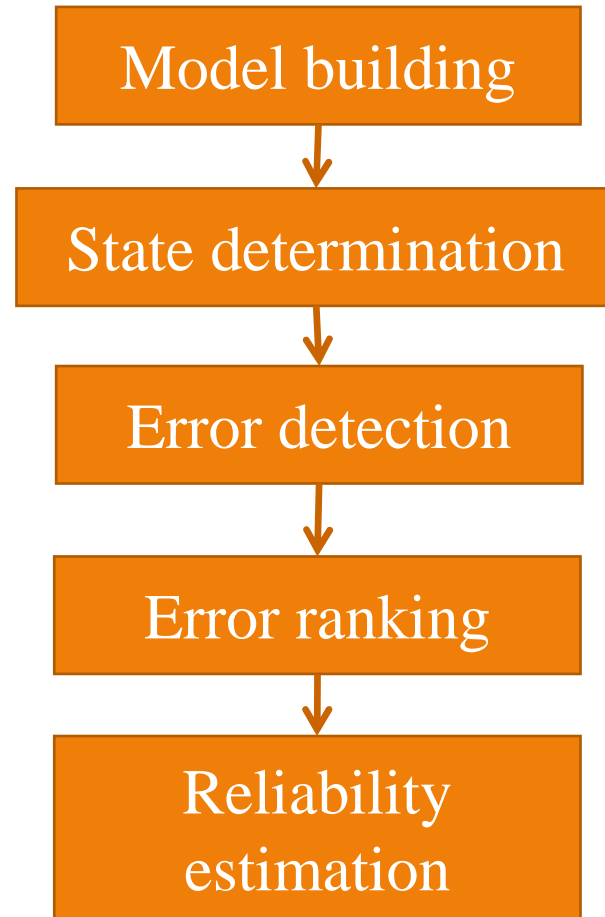 Model building
State determination
Error detection
Error ranking
Reliability
estimation